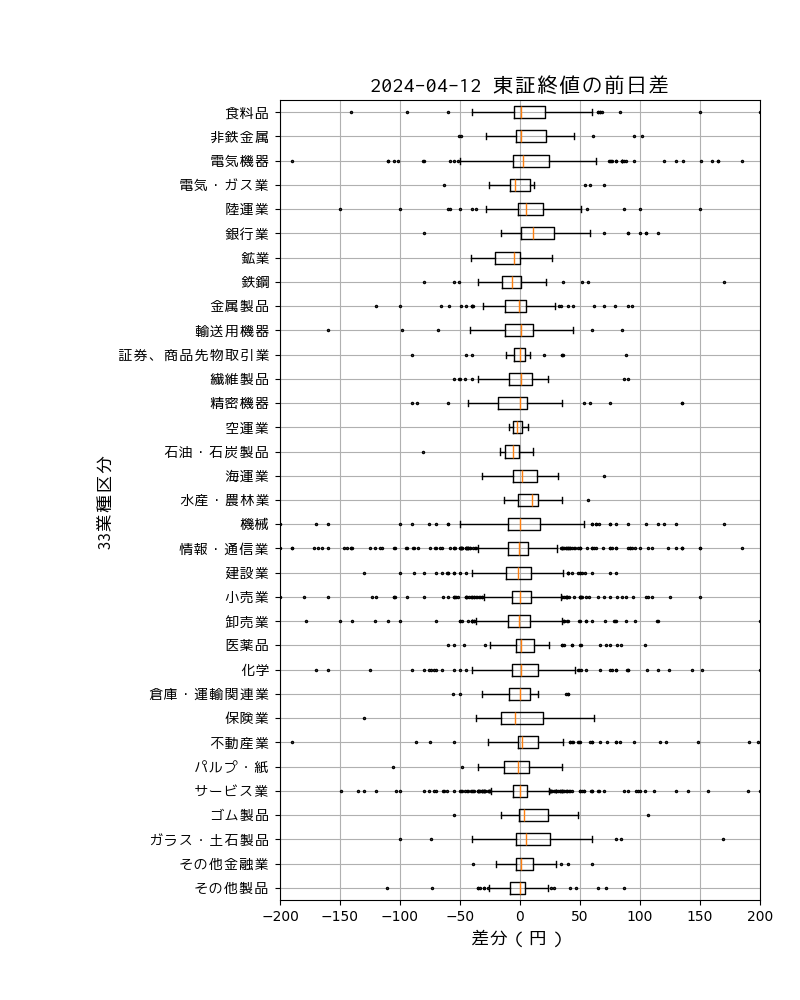 2024-04-12 東証終値の前日差
食料品
非鉄金属
電気機器
電気・ガス業
陸運業
銀行業
鉱業
鉄鋼
金属製品
輸送用機器
証券、商品先物取引業
繊維製品
精密機器
空運業
石油・石炭製品
海運業
水産・農林業
機械
情報・通信業
建設業
小売業
卸売業
医薬品
化学
倉庫・運輸関連業
保険業
不動産業
パルプ・紙
サービス業
ゴム製品
ガラス・土石製品
その他金融業
その他製品
33業種区分
−200 −150 −100 −50 0 50 100 150 200
差分（円）